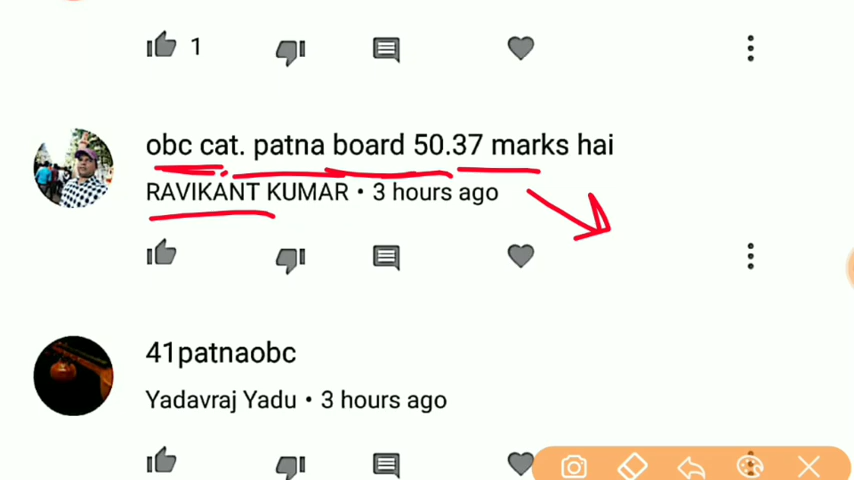 1
obc cat. patna board 50.37 marks hai
RAVIKANT KUMAR • 3 hours ago
41patnaobc
Yadavraj Yadu • 3 hours ago